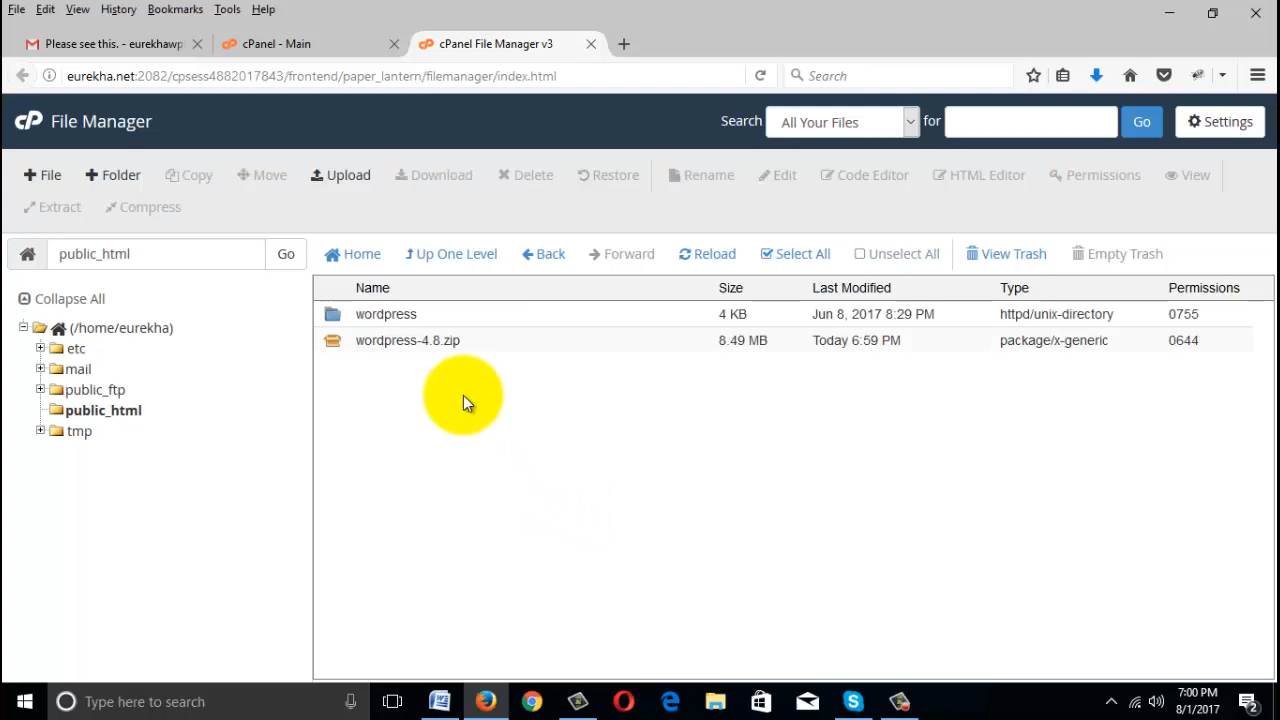 File Edit View History Bookmarks Tools Help
Please see this. - eurekhawp cPanel - Main cPanel File Manager v3
eurekha.net:2082/cpsess4882017843/frontend/paper_lantern/filemanager/index.html Search
cP File Manager Search All Your Files for Go Settings
File Folder Copy Move Upload Download Delete Restore Rename Edit Code Editor HTML Editor Permissions View
Extract Compress
public_html Go Home Up One Level Back Forward Reload Select All Unselect All View Trash Empty Trash
Name Size Last Modified Type Permissions
Collapse All
wordpress 4 KB Jun 8, 2017 8:29 PM httpd/unix-directory 0755
(/home/eurekha)
wordpress-4.8.zip 8.49 MB Today 6:59 PM package/x-generic 0644
etc
mail
public_ftp
public_html
tmp
Type here to search
7:00 PM
8/1/2017
2